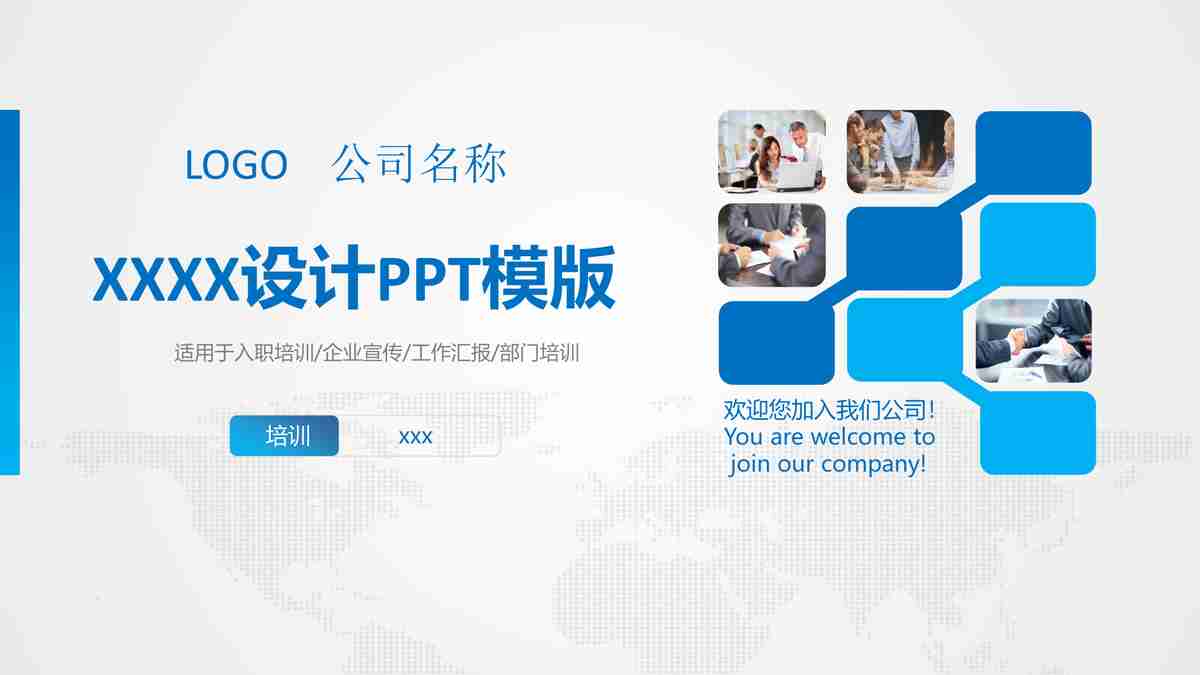 LOGO 公司名称
XXXX设计PPT模版
适用于入职培训/企业宣传/工作汇报/部门培训
培训 xxx
欢迎您加入我们公司!
You are welcome to
join our company!